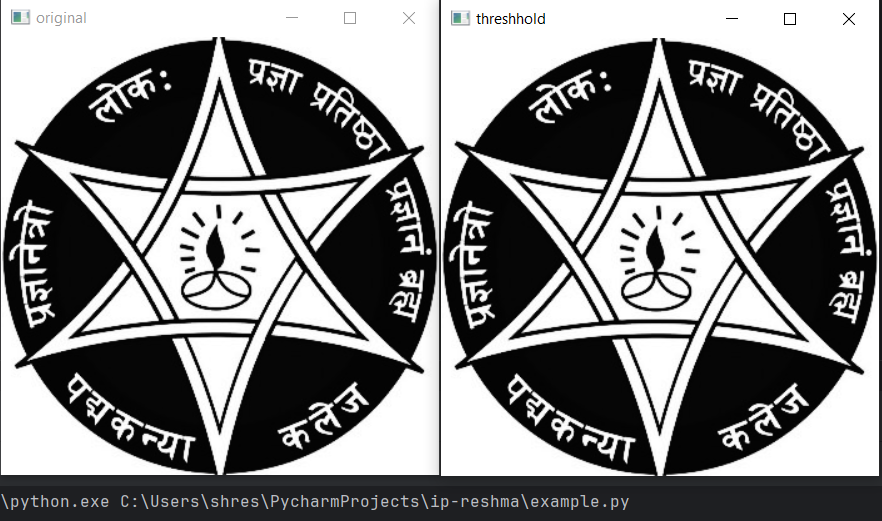 original
threshhold
लोकः
प्रज्ञा प्रतिष्ठा
प्रज्ञानेत्रो
प्रज्ञानं ब्रह्म
पद्मकन्या
कलेज
लोकः
प्रज्ञा प्रतिष्ठा
प्रज्ञानेत्रो
प्रज्ञानं ब्रह्म
पद्मकन्या
कलेज
\python.exe C:\Users\shres\PycharmProjects\ip-reshma\example.py